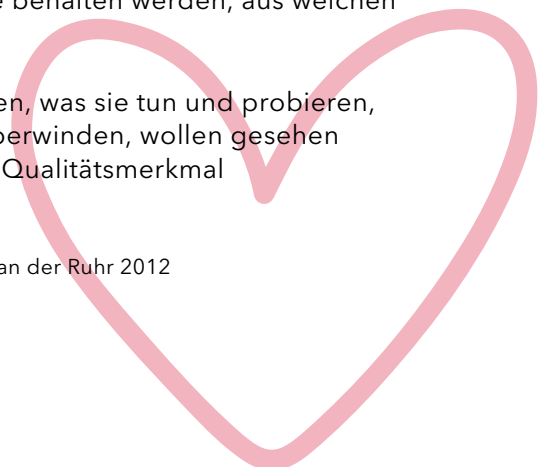 behalten werden, aus welchen
en, was sie tun und probieren,
berwinden, wollen gesehen
Qualitätsmerkmal
an der Ruhr 2012